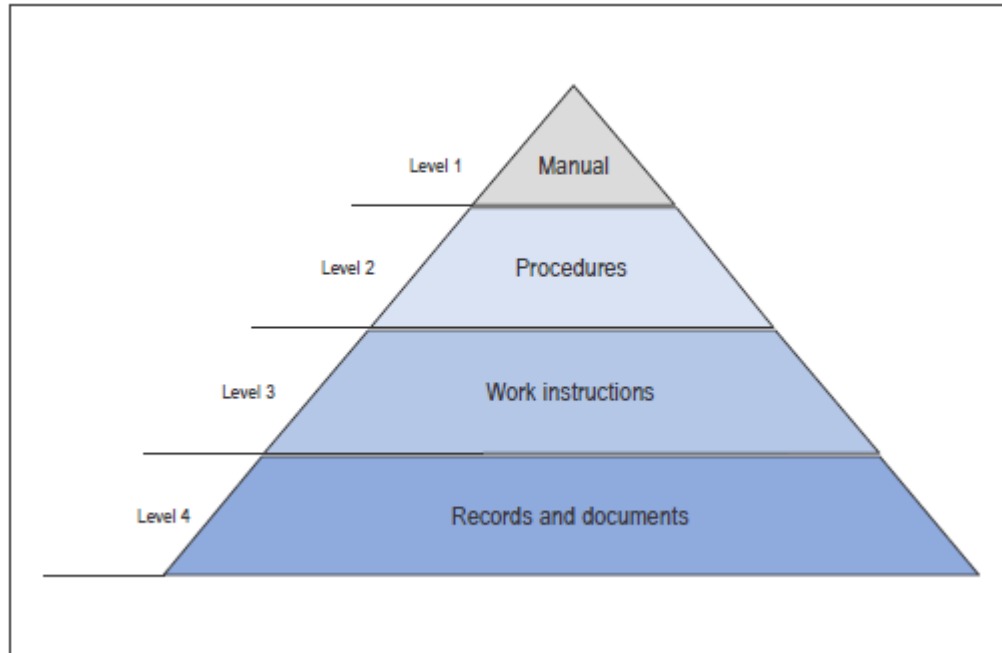 Level 1
Manual
Level 2
Procedures
Level 3
Work instructions
Level 4
Records and documents